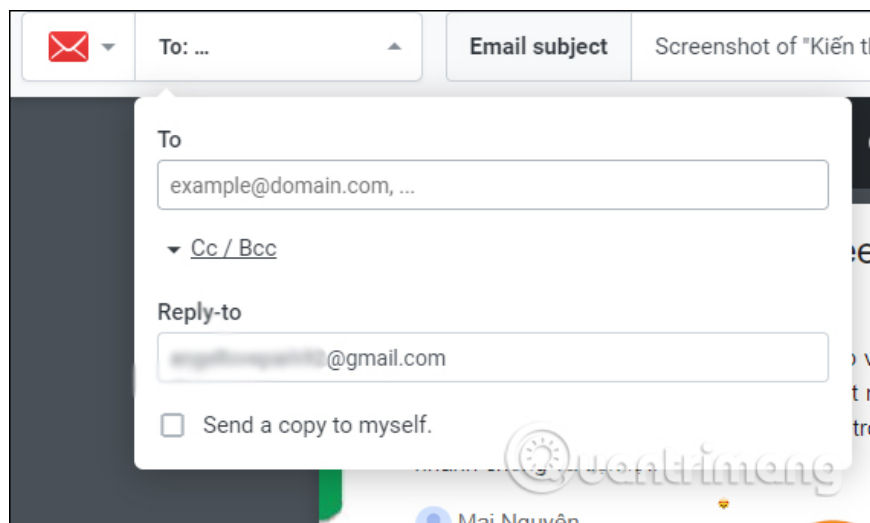 To: ...
Email subject
Screenshot of "Kiến t
To
example@domain.com, ...
Cc / Bcc
Reply-to
@gmail.com
Send a copy to myself.
Quantrimang
Mai Nguyên